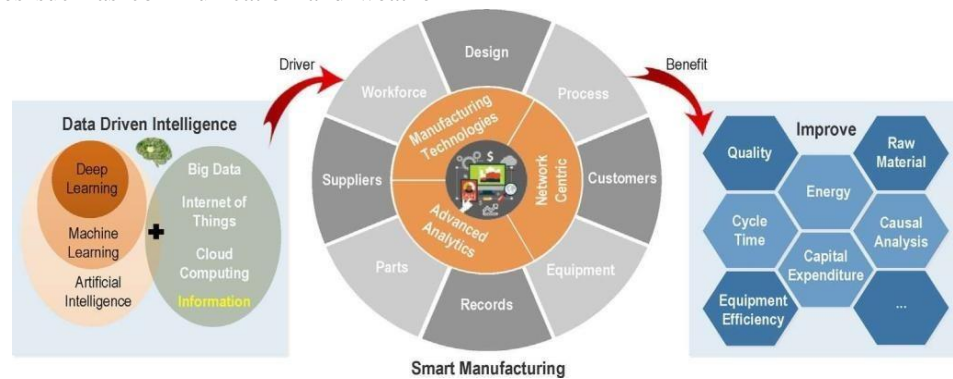 Driver
Benefit
Data Driven Intelligence
Deep
Learning
Machine
Learning
Artificial
Intelligence
+
Big Data
Internet of
Things
Cloud
Computing
Information
Design
Workforce
Process
Suppliers
Customers
Parts
Equipment
Records
Manufacturing
Technologies
Network
Centric
Advanced
Analytics
$
Smart Manufacturing
Improve
Quality
Raw
Material
Energy
Cycle
Time
Causal
Analysis
Capital
Expenditure
Equipment
Efficiency
...